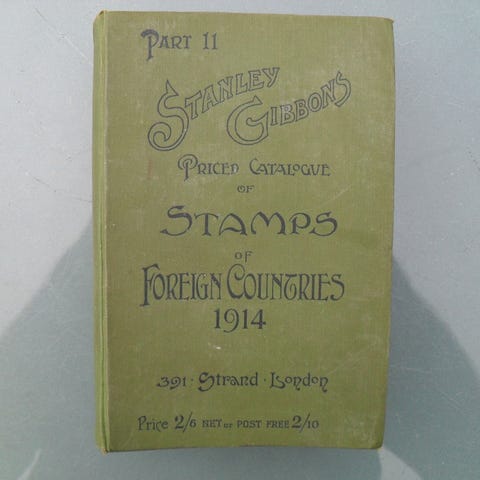 PART 11
STANLEY
GIBBONS
PRICED CATALOGUE
OF
STAMPS
OF
FOREIGN COUNTRIES
1914
391 · Strand · London
Price 2/6 NET or POST FREE 2/10